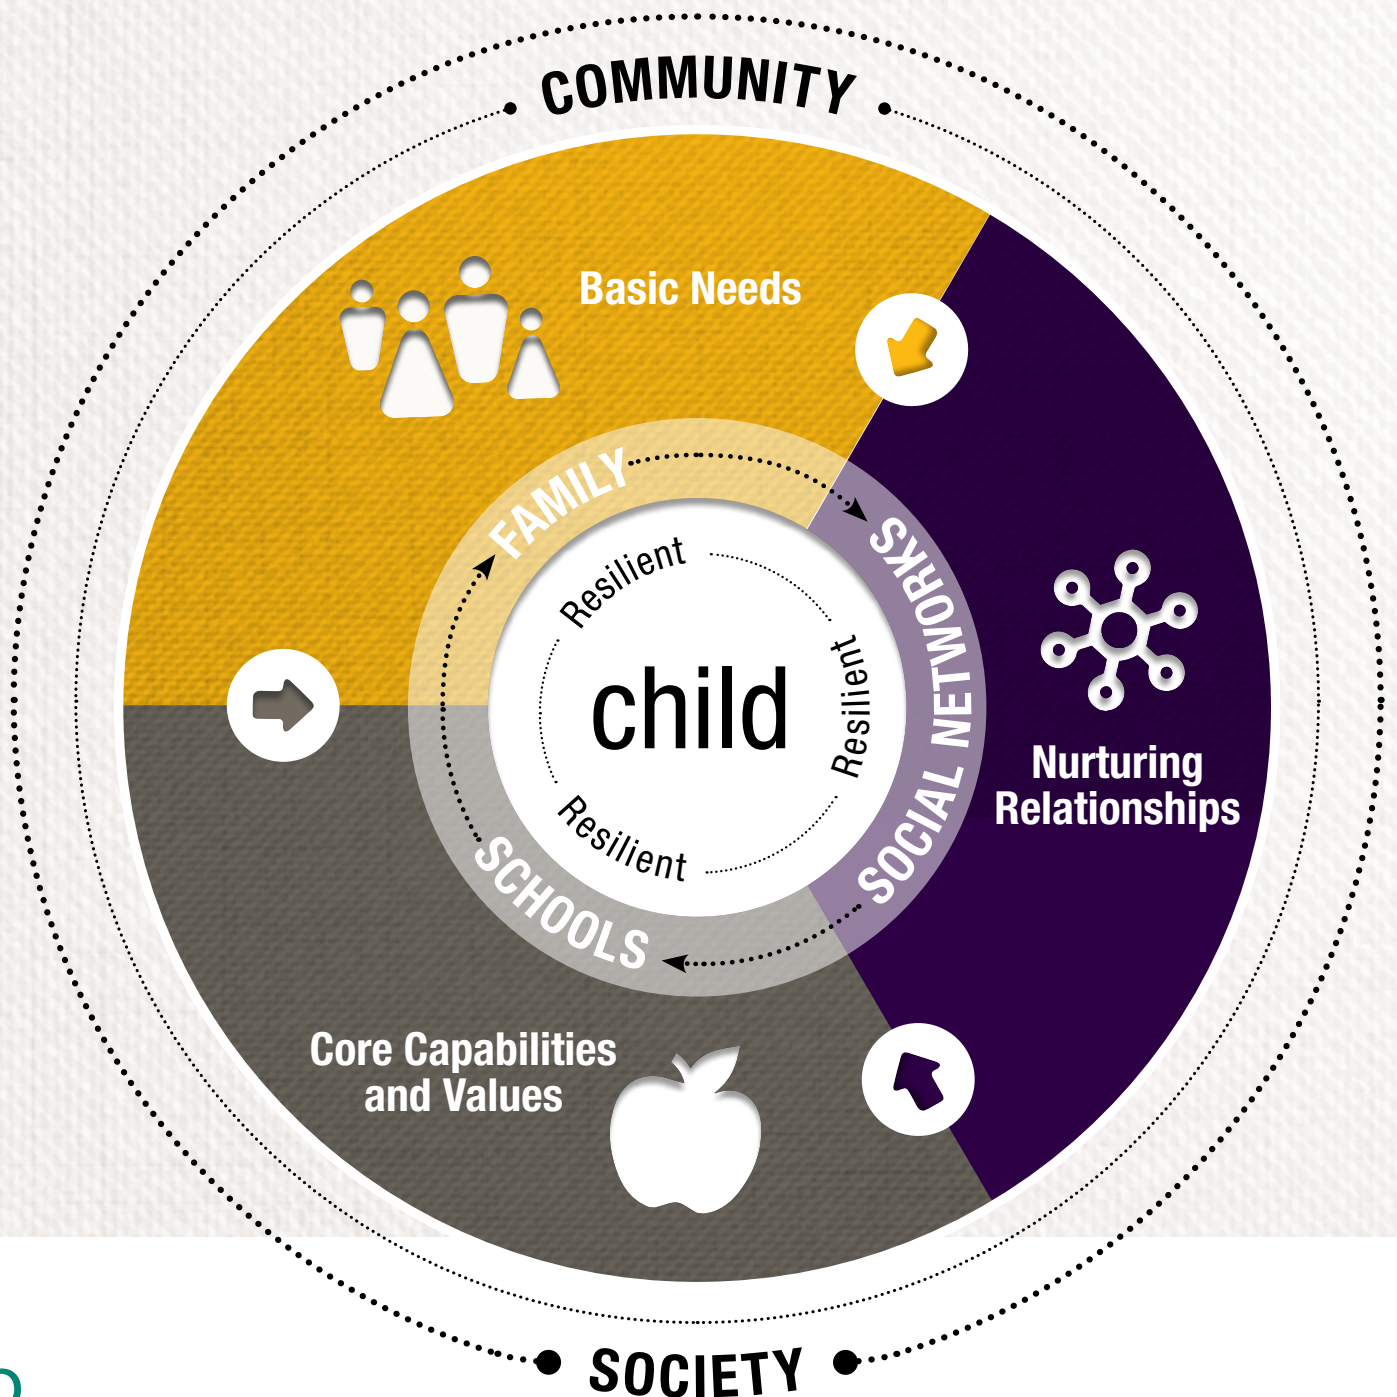 COMMUNITY
Basic Needs
FAMILY
SOCIAL NETWORKS
SCHOOLS
Resilient
Resilient
Resilient
child
Nurturing
Relationships
Core Capabilities
and Values
SOCIETY